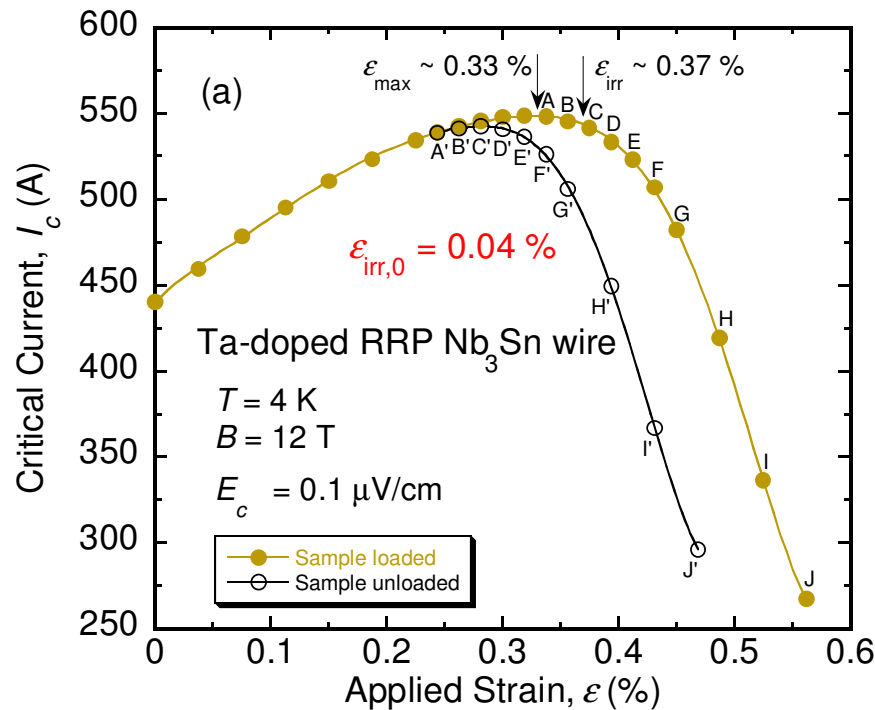 600
550
500
450
400
350
300
250
Critical Current, I_c (A)
(a)
ε_max ~ 0.33 %
ε_irr ~ 0.37 %
A
B
C
D
E
F
G
H
I
J
A'
B'
C'
D'
E'
F'
G'
H'
I'
J'
ε_irr,0 = 0.04 %
Ta-doped RRP Nb₃Sn wire
T = 4 K
B = 12 T
E_c = 0.1 μV/cm
Sample loaded
Sample unloaded
0
0.1
0.2
0.3
0.4
0.5
0.6
Applied Strain, ε (%)